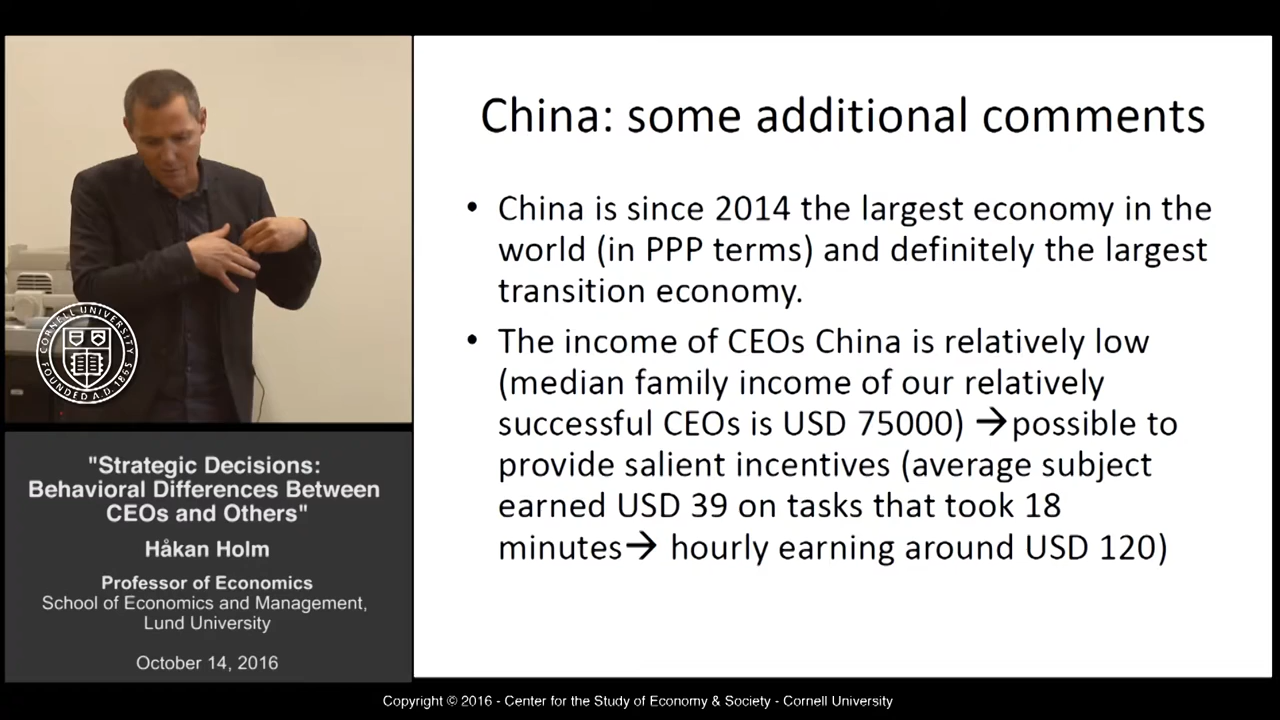 China: some additional comments
• China is since 2014 the largest economy in the
world (in PPP terms) and definitely the largest
transition economy.
• The income of CEOs China is relatively low
(median family income of our relatively
successful CEOs is USD 75000) →possible to
provide salient incentives (average subject
earned USD 39 on tasks that took 18
minutes→ hourly earning around USD 120)
CORNELL UNIVERSITY
FOUNDED A.D. 1865
"Strategic Decisions:
Behavioral Differences Between
CEOs and Others"
Håkan Holm
Professor of Economics
School of Economics and Management,
Lund University
October 14, 2016
Copyright © 2016 - Center for the Study of Economy & Society - Cornell University